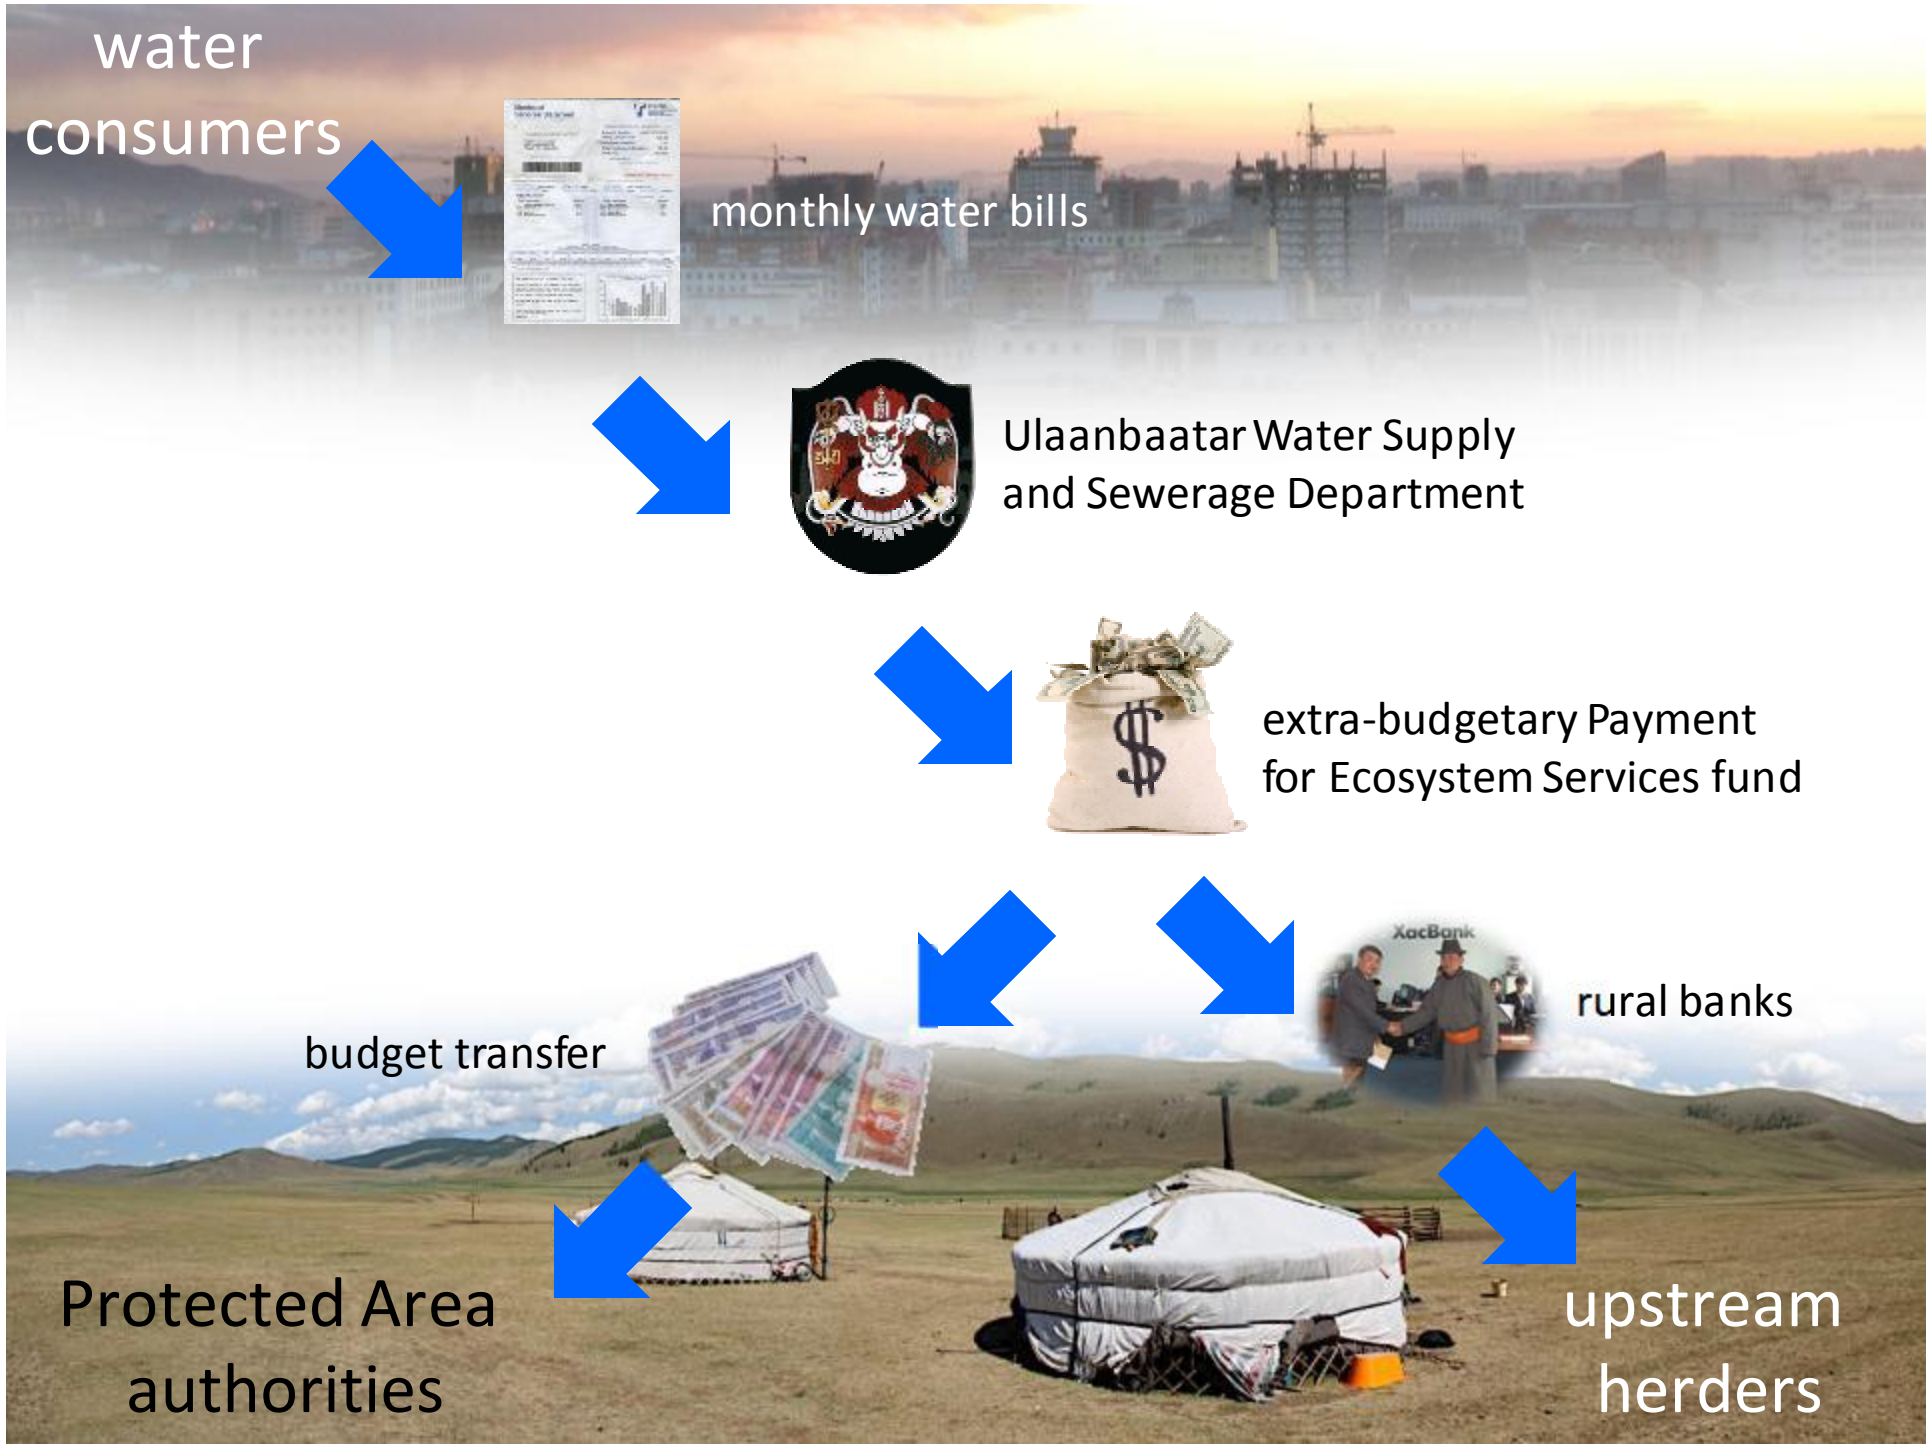 water
consumers
monthly water bills
Ulaanbaatar Water Supply
and Sewerage Department
$
extra-budgetary Payment
for Ecosystem Services fund
XacBank
rural banks
budget transfer
Protected Area
authorities
upstream
herders